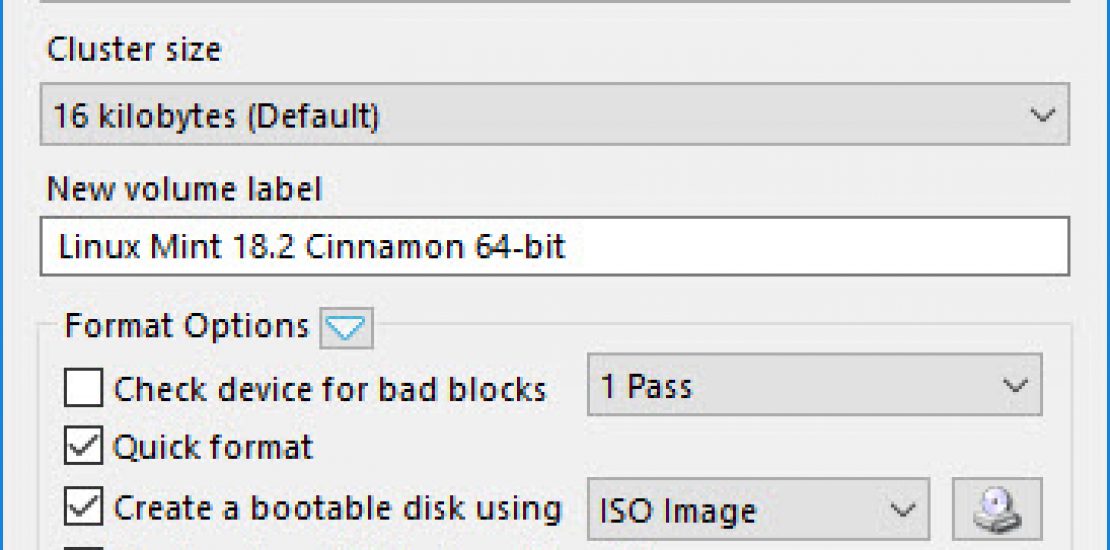 Cluster size
16 kilobytes (Default)
New volume label
Linux Mint 18.2 Cinnamon 64-bit
Format Options
Check device for bad blocks 1 Pass
Quick format
Create a bootable disk using ISO Image